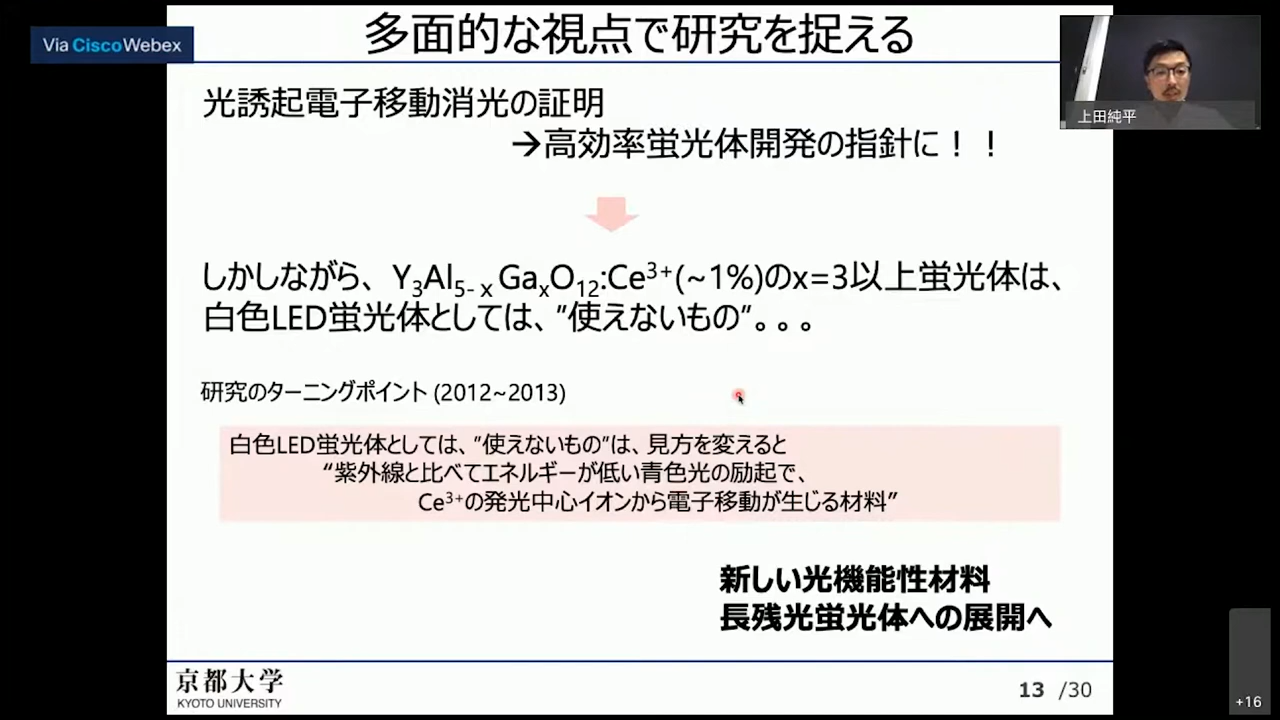 Via Cisco Webex
多面的な視点で研究を捉える
上田純平
光誘起電子移動消光の証明
→高効率蛍光体開発の指針に！！
しかしながら、Y3Al5-xGaxO12:Ce3+(~1%)のx=3以上蛍光体は、
白色LED蛍光体としては、"使えないもの"。。。
研究のターニングポイント (2012~2013)
白色LED蛍光体としては、"使えないもの"は、見方を変えると
"紫外線と比べてエネルギーが低い青色光の励起で、
Ce3+の発光中心イオンから電子移動が生じる材料"
新しい光機能性材料
長残光蛍光体への展開へ
京都大学
KYOTO UNIVERSITY
13 /30
+16